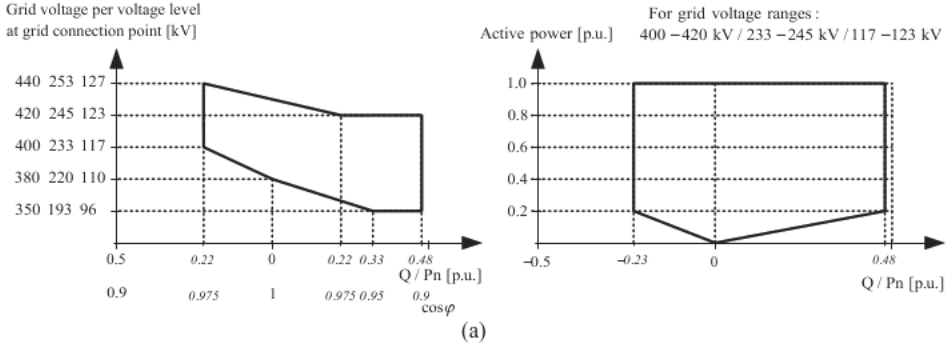 Grid voltage per voltage level
at grid connection point [kV]
440 253 127
420 245 123
400 233 117
380 220 110
350 193 96
0.5 0.22 0 0.22 0.33 0.48
Q / Pn [p.u.]
0.9 0.975 1 0.975 0.95 0.9
cosφ
For grid voltage ranges :
Active power [p.u.] 400 –420 kV / 233 –245 kV / 117 –123 kV
1.0
0.8
0.6
0.4
0.2
–0.5 –0.23 0 0.48
Q / Pn [p.u.]
(a)